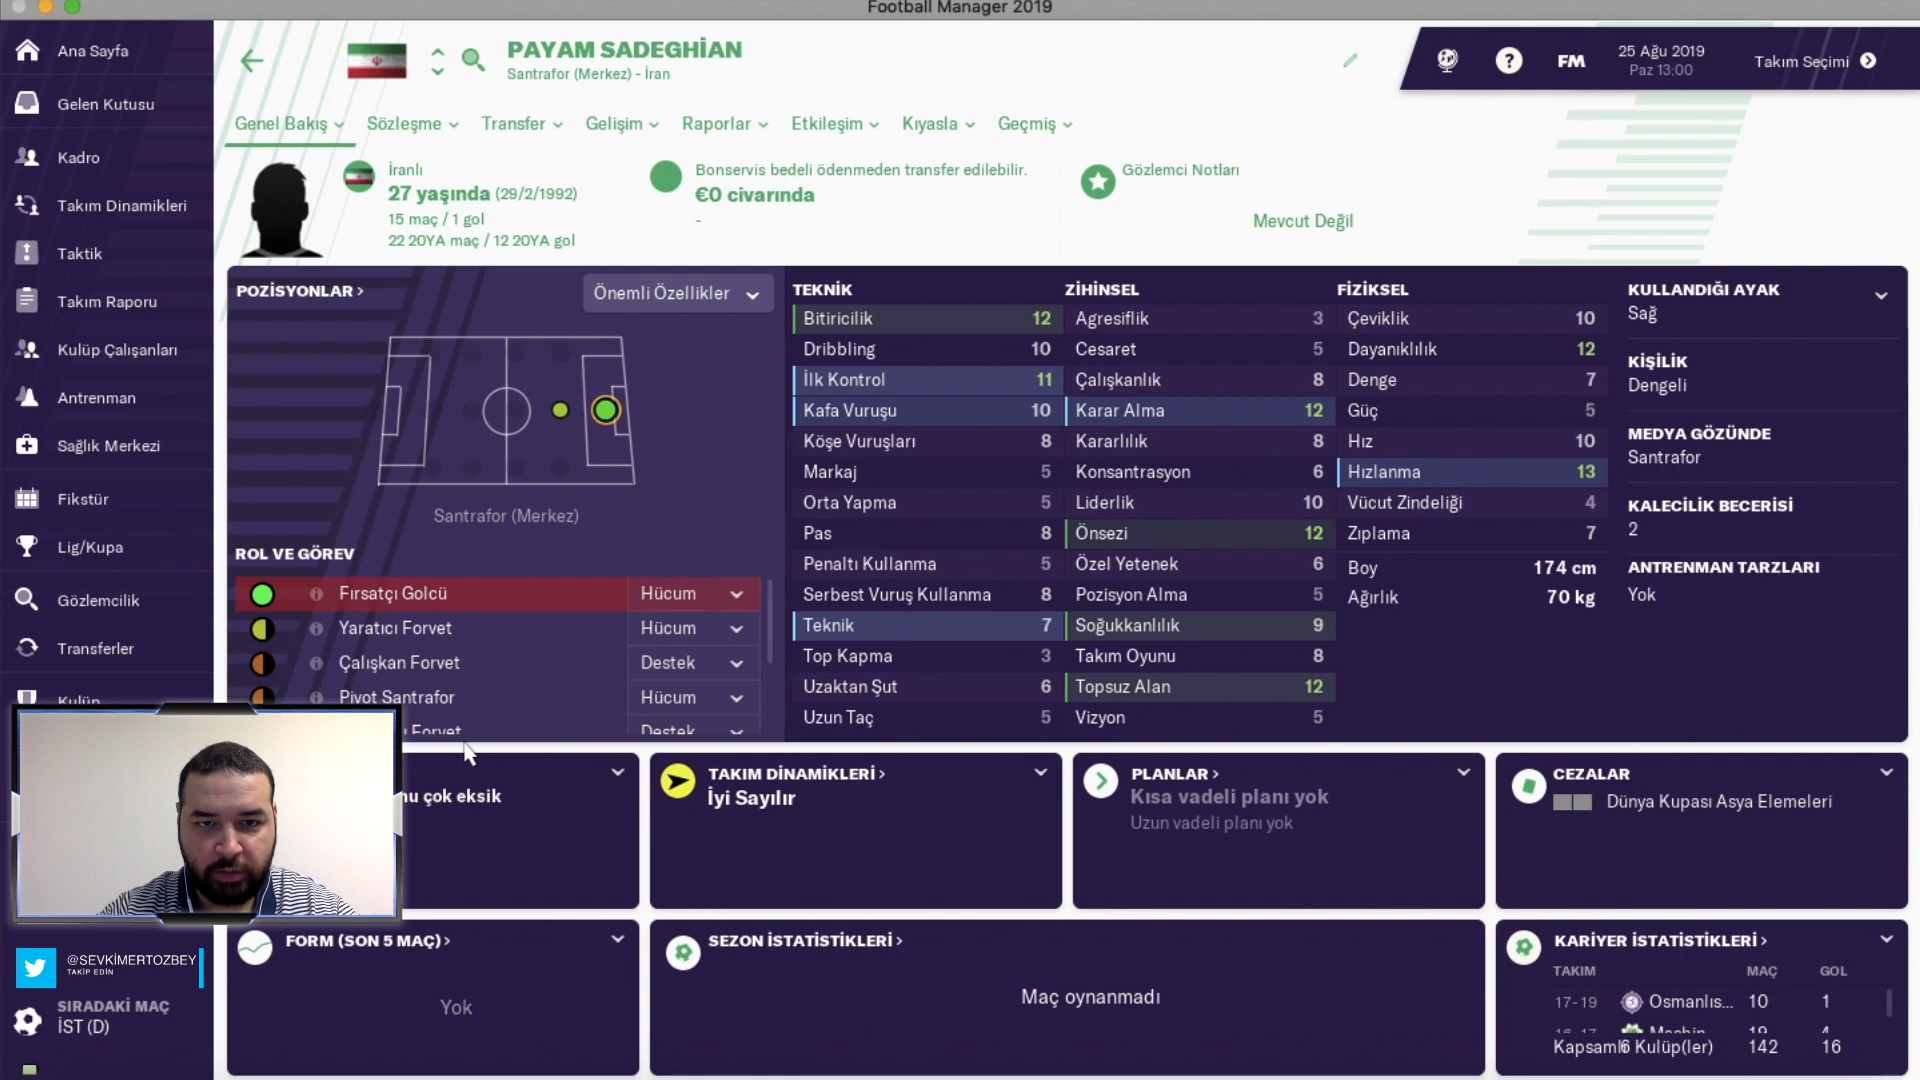 Football Manager 2019
Ana Sayfa
Gelen Kutusu
Kadro
Takım Dinamikleri
Taktik
Takım Raporu
Kulüp Çalışanları
Antrenman
Sağlık Merkezi
Fikstür
Lig/Kupa
Gözlemcilik
Transferler
Kulüp
@SEVKİMERTOZBEY
TAKİP EDİN
SIRADAKİ MAÇ
İST (D)
PAYAM SADEGHİAN
Santrafor (Merkez) - İran
FM
25 Ağu 2019
Paz 13:00
Takım Seçimi
Genel Bakış
Sözleşme
Transfer
Gelişim
Raporlar
Etkileşim
Kıyasla
Geçmiş
İranlı
27 yaşında (29/2/1992)
15 maç / 1 gol
22 20YA maç / 12 20YA gol
Bonservis bedeli ödenmeden transfer edilebilir.
€0 civarında
-
Gözlemci Notları
Mevcut Değil
POZİSYONLAR >
Önemli Özellikler
Santrafor (Merkez)
ROL VE GÖREV
Fırsatçı Golcü Hücum
Yaratıcı Forvet Hücum
Çalışkan Forvet Destek
Pivot Santrafor Hücum
Forvet Destek
TEKNİK
Bitiricilik 12
Dribbling 10
İlk Kontrol 11
Kafa Vuruşu 10
Köşe Vuruşları 8
Markaj 5
Orta Yapma 5
Pas 8
Penaltı Kullanma 5
Serbest Vuruş Kullanma 8
Teknik 7
Top Kapma 3
Uzaktan Şut 6
Uzun Taç 5
ZİHİNSEL
Agresiflik 3
Cesaret 5
Çalışkanlık 8
Karar Alma 12
Kararlılık 8
Konsantrasyon 6
Liderlik 10
Önsezi 12
Özel Yetenek 6
Pozisyon Alma 5
Soğukkanlılık 9
Takım Oyunu 8
Topsuz Alan 12
Vizyon 5
FİZİKSEL
Çeviklik 10
Dayanıklılık 12
Denge 7
Güç 5
Hız 10
Hızlanma 13
Vücut Zindeliği 4
Zıplama 7
Boy 174 cm
Ağırlık 70 kg
KULLANDIĞI AYAK
Sağ
KİŞİLİK
Dengeli
MEDYA GÖZÜNDE
Santrafor
KALECİLİK BECERİSİ
2
ANTRENMAN TARZLARI
Yok
çok eksik
TAKIM DİNAMİKLERİ >
İyi Sayılır
PLANLAR >
Kısa vadeli planı yok
Uzun vadeli planı yok
CEZALAR
Dünya Kupası Asya Elemeleri
FORM (SON 5 MAÇ) >
Yok
SEZON İSTATİSTİKLERİ >
Maç oynanmadı
KARİYER İSTATİSTİKLERİ >
TAKIM MAÇ GOL
17-19 Osmanlıs... 10 1
16-17 Machin 19 4
6 Kulüp(ler) 142 16